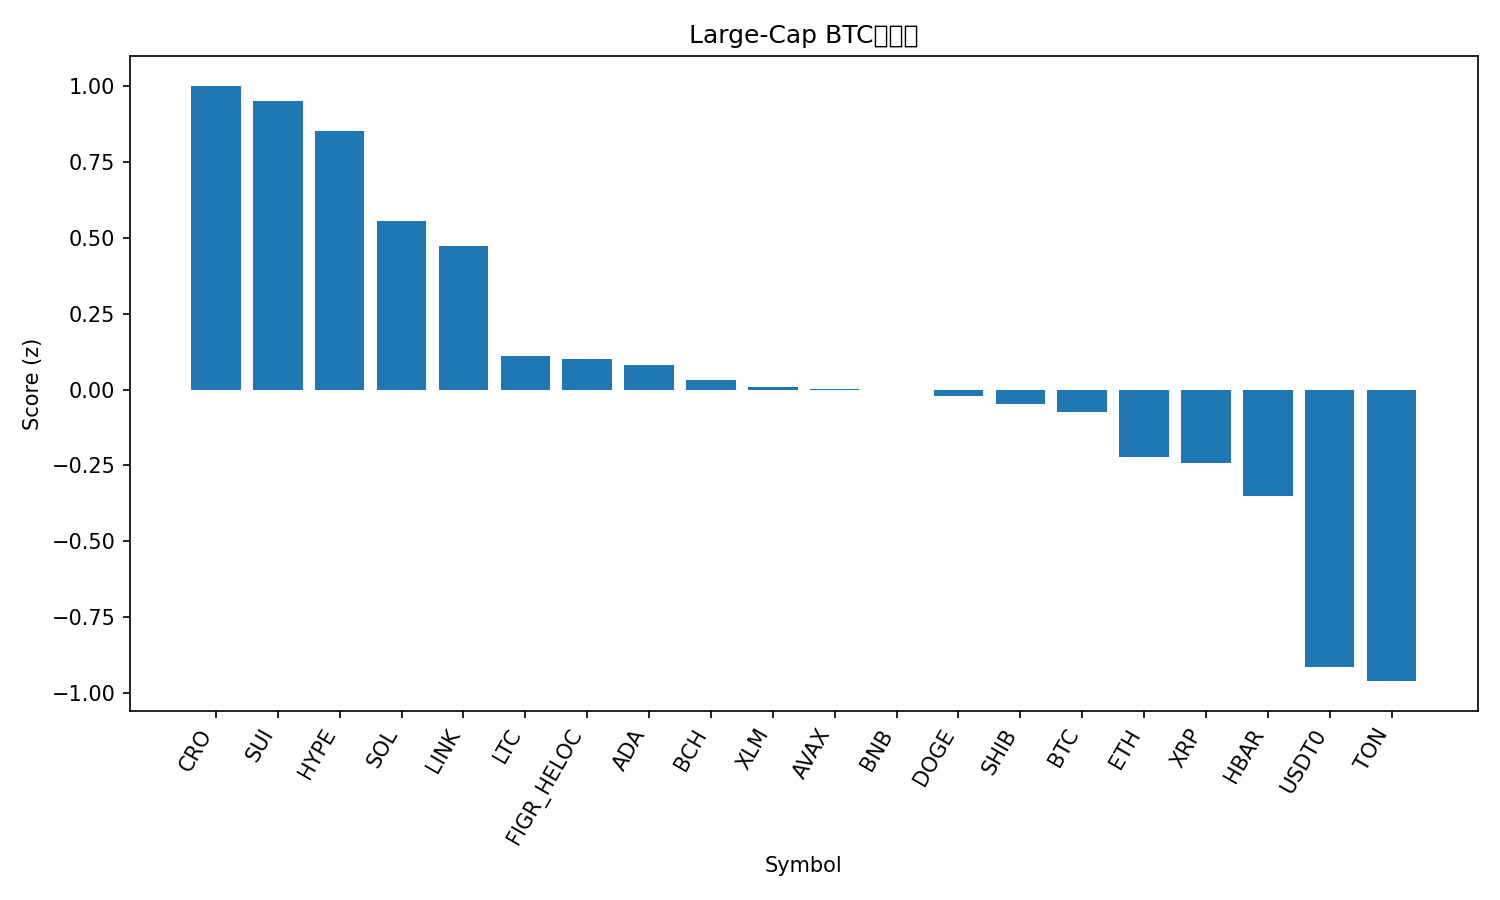 Large-Cap BTC
1.00
0.75
0.50
0.25
0.00
−0.25
−0.50
−0.75
−1.00
Score (z)
CRO
SUI
HYPE
SOL
LINK
LTC
FIGR_HELOC
ADA
BCH
XLM
AVAX
BNB
DOGE
SHIB
BTC
ETH
XRP
HBAR
USDT0
TON
Symbol